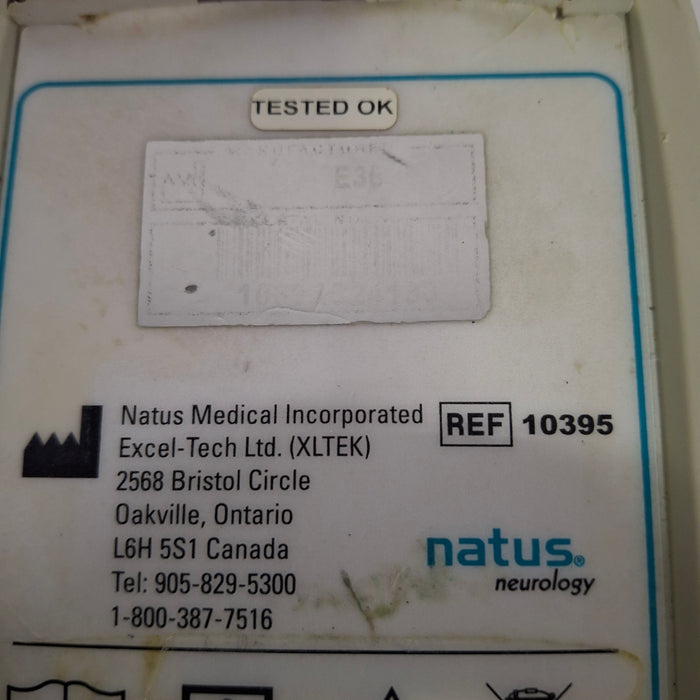 TESTED OK
E36
Natus Medical Incorporated
Excel-Tech Ltd. (XLTEK)
2568 Bristol Circle
Oakville, Ontario
L6H 5S1 Canada
Tel: 905-829-5300
1-800-387-7516
REF 10395
natus®
neurology